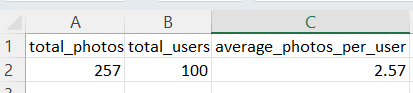 A B C
1 total_photos total_users average_photos_per_user
2 257 100 2.57